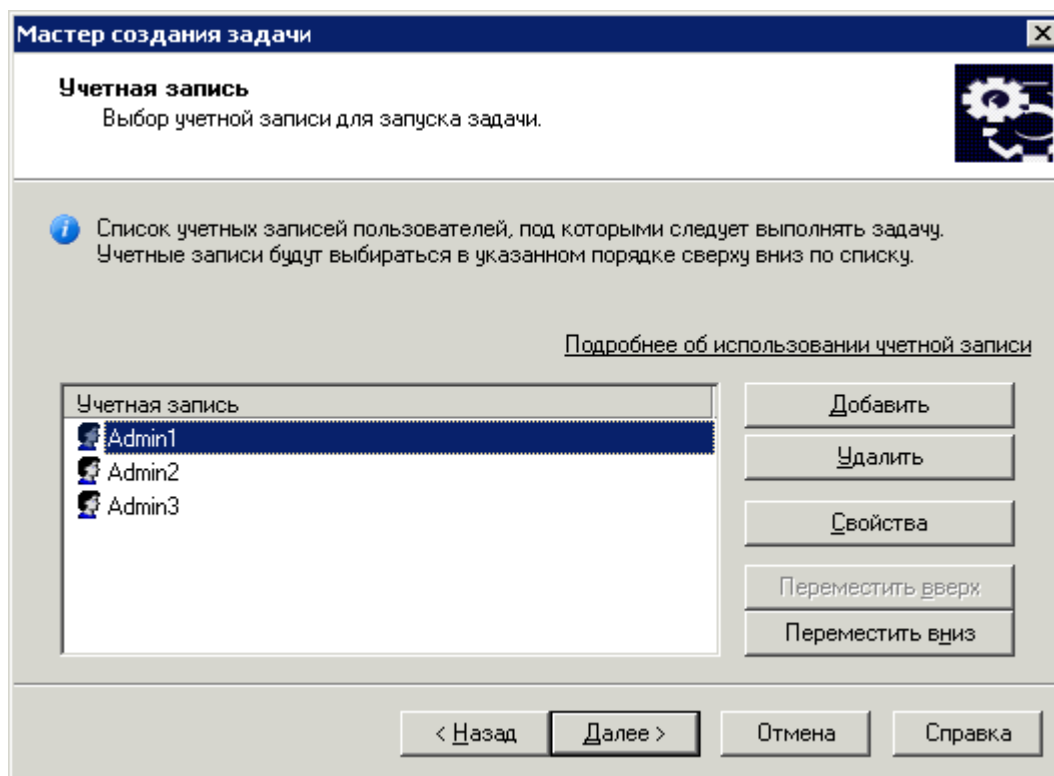 Мастер создания задачи
Учетная запись
Выбор учетной записи для запуска задачи.
Список учетных записей пользователей, под которыми следует выполнять задачу.
Учетные записи будут выбираться в указанном порядке сверху вниз по списку.
Подробнее об использовании учетной записи
Учетная запись
Admin1
Admin2
Admin3
Добавить
Удалить
Свойства
Переместить вверх
Переместить вниз
< Назад
Далее >
Отмена
Справка